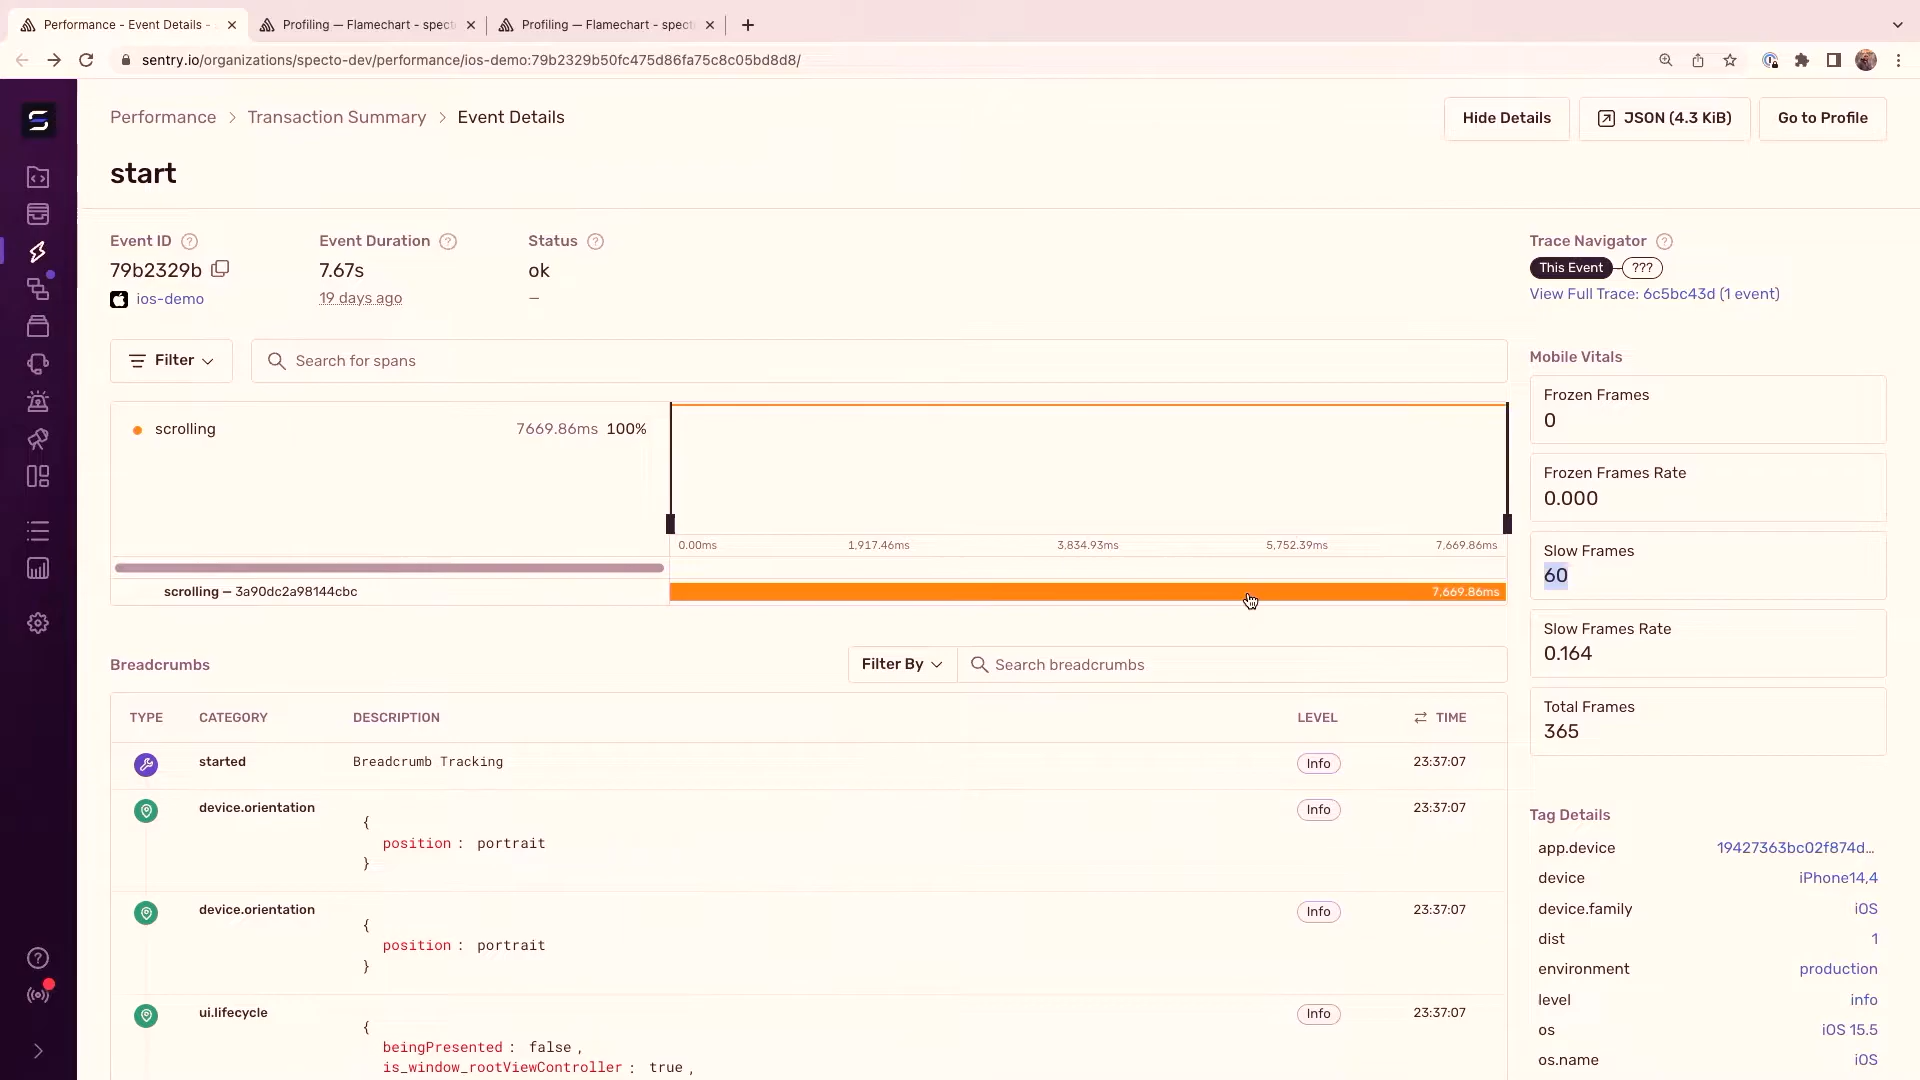 Performance - Event Details -
Profiling — Flamechart - spect
Profiling — Flamechart - spect
sentry.io/organizations/specto-dev/performance/ios-demo:79b2329b50fc475d86fa75c8c05bd8d8/
Performance > Transaction Summary > Event Details
Hide Details
JSON (4.3 KiB)
Go to Profile
start
Event ID ?
Event Duration ?
Status ?
Trace Navigator ?
79b2329b
7.67s
ok
This Event
???
ios-demo
19 days ago
–
View Full Trace: 6c5bc43d (1 event)
Filter
Search for spans
Mobile Vitals
Frozen Frames
0
scrolling
7669.86ms 100%
Frozen Frames Rate
0.000
0.00ms
1,917.46ms
3,834.93ms
5,752.39ms
7,669.86ms
Slow Frames
60
scrolling — 3a90dc2a98144cbc
7,669.86ms
Slow Frames Rate
0.164
Breadcrumbs
Filter By
Search breadcrumbs
Total Frames
365
TYPE
CATEGORY
DESCRIPTION
LEVEL
TIME
started
Breadcrumb Tracking
Info
23:37:07
device.orientation
{
position : portrait
}
Info
23:37:07
device.orientation
{
position : portrait
}
Info
23:37:07
ui.lifecycle
{
beingPresented : false ,
is_window_rootViewController : true ,
Info
23:37:07
Tag Details
app.device
19427363bc02f874d...
device
iPhone14,4
device.family
iOS
dist
1
environment
production
level
info
os
iOS 15.5
os.name
iOS